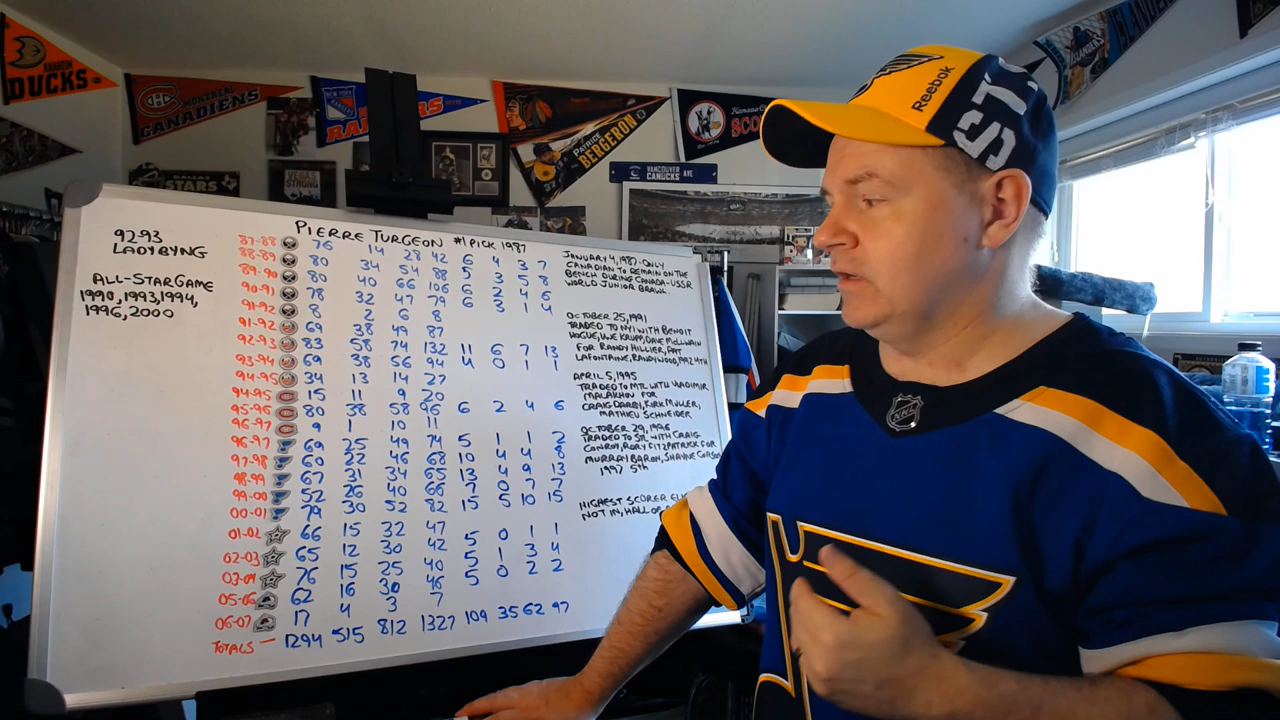 ANAHEIM
DUCKS
MONTREAL
CANADIENS
NEW YORK
RANGERS
PATRICE
BERGERON
VANCOUVER CANUCKS AVE
DALLAS
STARS
VEGAS
STRONG
ISLANDERS
Reebok
NHL
92-93
LADY BYNG
ALL-STAR GAME
1990, 1993, 1994,
1996, 2000
PIERRE TURGEON #1 PICK 1987
87-88 76 14 28 42 6 4 3 7
88-89 80 34 54 88 5 3 5 8
89-90 80 40 66 106 6 2 4 6
90-91 78 32 47 79 6 3 1 4
91-92 8 2 6 8
91-92 69 38 49 87
92-93 83 58 74 132 11 6 7 13
93-94 69 38 56 94 4 0 1 1
94-95 34 13 14 27
94-95 15 11 9 20
95-96 80 38 58 96 6 2 4 6
96-97 9 1 10 11
96-97 69 25 49 74 5 1 1 2
97-98 60 22 46 68 10 4 4 8
98-99 67 31 34 65 13 4 9 13
99-00 52 26 40 66 7 0 7 7
00-01 79 30 52 82 15 5 10 15
01-02 66 15 32 47
02-03 65 12 30 42 5 0 1 1
03-04 76 15 25 40 5 1 3 4
05-06 62 16 30 46 5 0 2 2
06-07 17 4 3 7
TOTALS — 1294 515 812 1327 109 35 62 97
JANUARY 4, 1987. ONLY
CANADIAN TO REMAIN ON THE
BENCH DURING CANADA-USSR
WORLD JUNIOR BRAWL.
OCTOBER 25, 1991
TRADED TO NYI WITH BENOIT
HOGUE, UWE KRUPP, DAVE MCLLWAIN
FOR RANDY HILLIER, PAT
LAFONTAINE, RANDY WOOD, 1992 4TH
APRIL 5, 1995
TRADED TO MTL WITH VLADIMIR
MALAKHOV FOR
CRAIG DARBY, KIRK MULLER,
MATHIEU SCHNEIDER
OCTOBER 29, 1996
TRADED TO STL WITH CRAIG
CONROY, RORY FITZPATRICK FOR
MURRAY BARON, SHAYNE CORSON
1997 5th
HIGHEST SCORER
NOT IN HALL OF